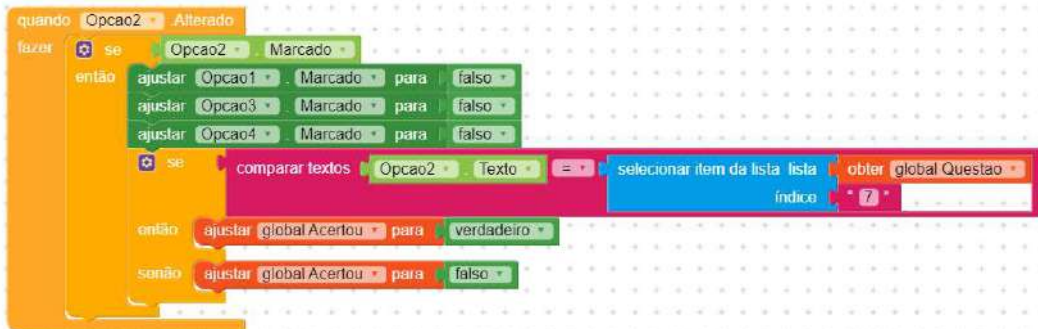 quando Opcao2 . Alterado
fazer se Opcao2 . Marcado
então ajustar Opcao1 . Marcado para falso
ajustar Opcao3 . Marcado para falso
ajustar Opcao4 . Marcado para falso
se comparar textos Opcao2 . Texto = selecionar item da lista lista obter global Questao
índice " 7 "
então ajustar global Acertou para verdadeiro
senão ajustar global Acertou para falso